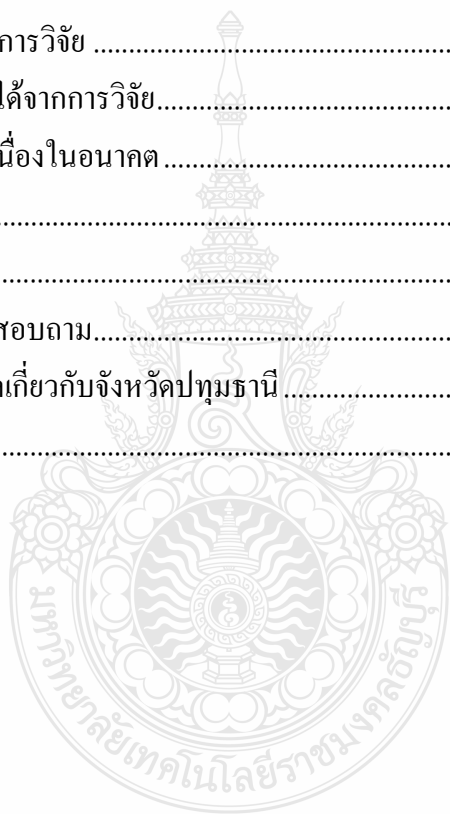 การวิจัย ................................................
ได้จากการวิจัย................................................
นื่องในอนาคต ................................................
................................................
................................................
สอบถาม................................................
เกี่ยวกับจังหวัดปทุมธานี ................................................
................................................
มหาวิทยาลัยเทคโนโลยีราชมงคลธัญบุรี